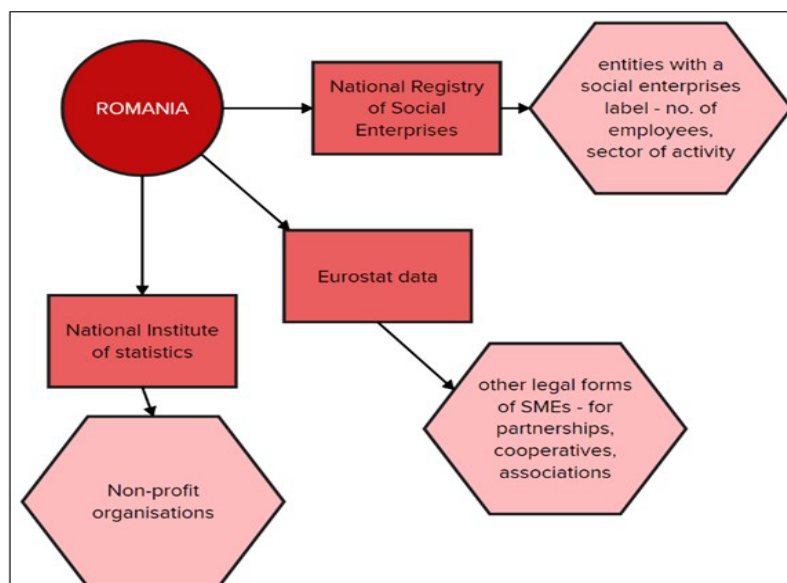 ROMANIA
National Registry
of Social
Enterprises
entities with a
social enterprises
label - no. of
employees,
sector of activity
Eurostat data
National Institute
of statistics
other legal forms
of SMEs - for
partnerships,
cooperatives,
associations
Non-profit
organisations